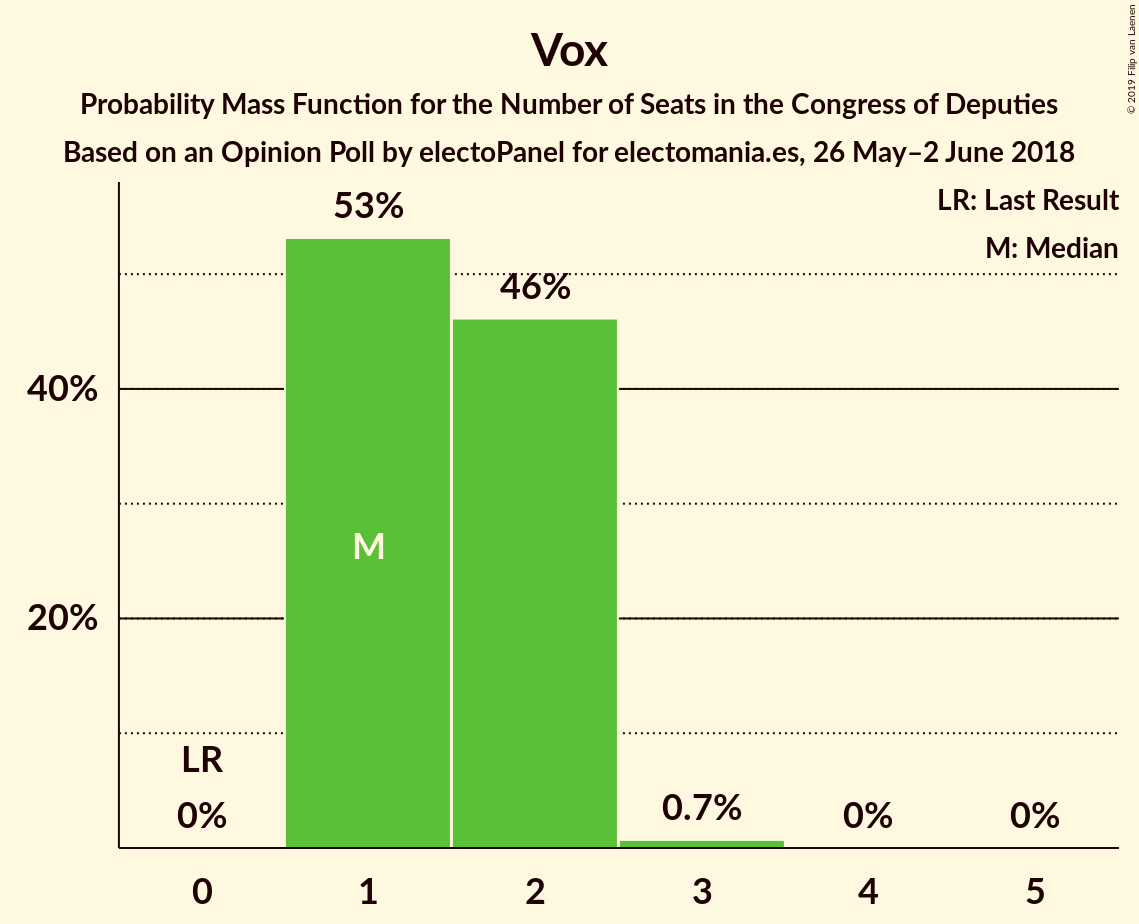 Vox
Probability Mass Function for the Number of Seats in the Congress of Deputies
Based on an Opinion Poll by electoPanel for electomania.es, 26 May–2 June 2018
© 2019 Filip van Laenen
LR: Last Result
M: Median
53%
46%
40%
M
20%
LR
0%
0.7%
0%
0%
0 1 2 3 4 5